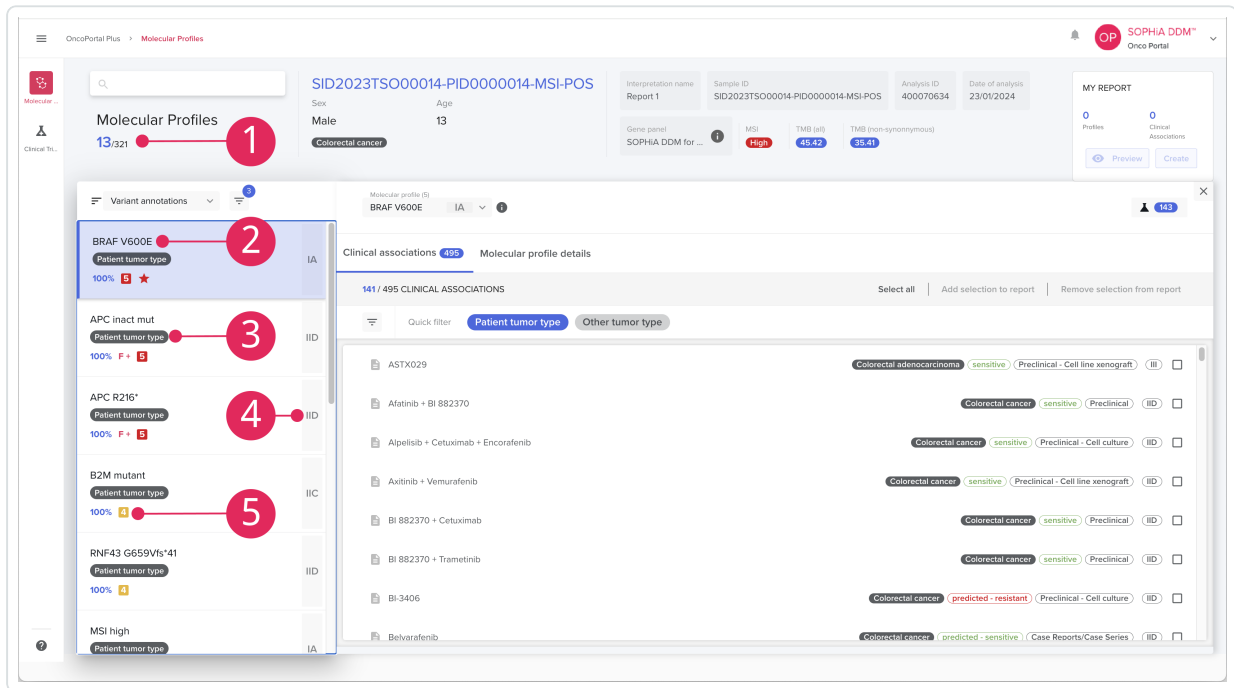 OncoPortal Plus > Molecular Profiles
OP
SOPHiA DDM™
Onco Portal
Molecular ...
Clinical Tri...
Molecular Profiles
13/321
1
SID2023TSO00014-PID0000014-MSI-POS
Sex Age
Male 13
Colorectal cancer
Interpretation name
Report 1
Sample ID
SID2023TSO00014-PID0000014-MSI-POS
Analysis ID
400070634
Date of analysis
23/01/2024
Gene panel
SOPHiA DDM for ...
MSI
High
TMB (all)
45.42
TMB (non-synonnymous)
35.41
MY REPORT
0 0
Profiles Clinical
Associations
Preview Create
Variant annotations 3
BRAF V600E
2
Patient tumor type
IA
100% 5
APC inact mut
Patient tumor type
3
IID
100% F + 5
APC R216*
Patient tumor type
4
IID
100% F + 5
B2M mutant
Patient tumor type
IIC
100% 4
5
RNF43 G659Vfs*41
Patient tumor type
IID
100% 4
MSI high
Patient tumor type
IA
Molecular profile (5)
BRAF V600E IA
143
Clinical associations 495 Molecular profile details
141 / 495 CLINICAL ASSOCIATIONS Select all Add selection to report Remove selection from report
Quick filter Patient tumor type Other tumor type
ASTX029 Colorectal adenocarcinoma sensitive Preclinical - Cell line xenograft III
Afatinib + BI 882370 Colorectal cancer sensitive Preclinical IID
Alpelisib + Cetuximab + Encorafenib Colorectal cancer sensitive Preclinical - Cell culture IID
Axitinib + Vemurafenib Colorectal cancer sensitive Preclinical - Cell line xenograft IID
BI 882370 + Cetuximab Colorectal cancer sensitive Preclinical IID
BI 882370 + Trametinib Colorectal cancer sensitive Preclinical IID
BI-3406 Colorectal cancer predicted - resistant Preclinical - Cell culture IID
Belvarafenib Colorectal cancer predicted - sensitive Case Reports/Case Series IID